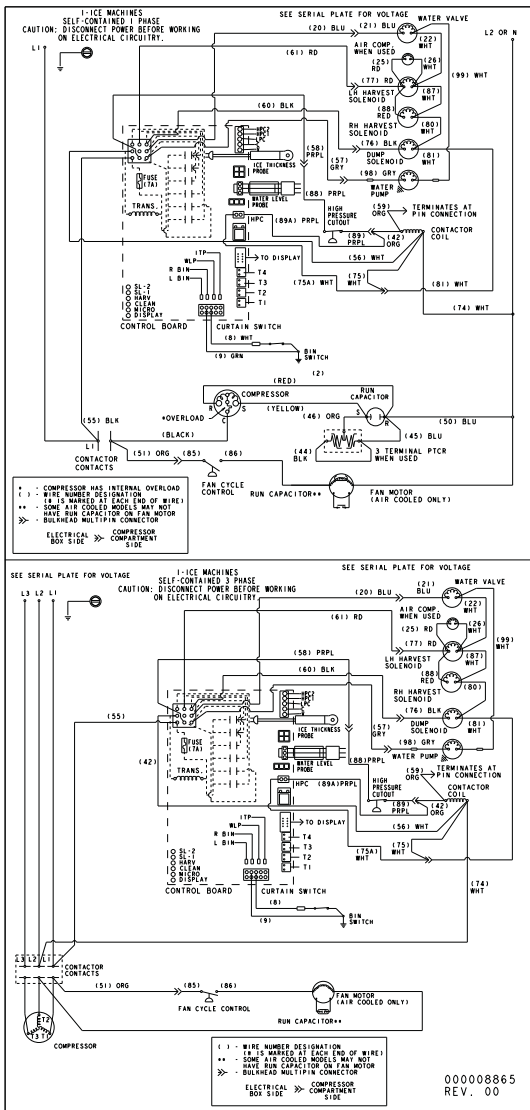 I-ICE MACHINES
SELF-CONTAINED 1 PHASE
CAUTION: DISCONNECT POWER BEFORE WORKING
ON ELECTRICAL CIRCUITRY.
SEE SERIAL PLATE FOR VOLTAGE
L1
L2 OR N
(20) BLU
(21) BLU
WATER VALVE
(22)
WHT
(61) RD
AIR COMP.
WHEN USED
(25)
RD
(26)
WHT
(99) WHT
(77) RD
LH HARVEST
SOLENOID
(87)
WHT
(88)
RED
RH HARVEST
SOLENOID
(80)
WHT
(60) BLK
(76) BLK
DUMP
SOLENOID
(81)
WHT
(58)
PRPL
(57)
GRY
(98) GRY
WATER
PUMP
HPC2
HPC1
LPC
C
FUSE
(7A)
ICE THICKNESS
PROBE
WATER LEVEL
PROBE
TRANS.
(88) PRPL
(59)
ORG
TERMINATES AT
PIN CONNECTION
HPC
(89A) PRPL
HIGH
PRESSURE
CUTOUT
(89)
PRPL
(42)
ORG
CONTACTOR
COIL
(56) WHT
ITP
WLP
R BIN
L BIN
TO DISPLAY
T4
T3
T2
T1
(75A) WHT
(75)
WHT
(81) WHT
(74) WHT
SL-2
SL-1
HARV
CLEAN
MICRO
DISPLAY
CONTROL BOARD
CURTAIN SWITCH
(8) WHT
(9) GRN
BIN
SWITCH
(2)
(RED)
COMPRESSOR
RUN
CAPACITOR
R
S
C
*OVERLOAD
(YELLOW)
(46) ORG
S
R
(50) BLU
(55) BLK
(BLACK)
(45) BLU
L1
(51) ORG
(85)
(86)
(44)
BLK
3 TERMINAL PTCR
WHEN USED
CONTACTOR
CONTACTS
FAN CYCLE
CONTROL
RUN CAPACITOR**
FAN MOTOR
(AIR COOLED ONLY)
* - COMPRESSOR HAS INTERNAL OVERLOAD
( ) - WIRE NUMBER DESIGNATION
(# IS MARKED AT EACH END OF WIRE)
** - SOME AIR COOLED MODELS MAY NOT
HAVE RUN CAPACITOR ON FAN MOTOR
>>- - BULKHEAD MULTIPIN CONNECTOR
ELECTRICAL
BOX SIDE
COMPRESSOR
COMPARTMENT
SIDE
SEE SERIAL PLATE FOR VOLTAGE
I-ICE MACHINES
SELF-CONTAINED 3 PHASE
CAUTION: DISCONNECT POWER BEFORE WORKING
ON ELECTRICAL CIRCUITRY.
SEE SERIAL PLATE FOR VOLTAGE
L3 L2 L1
(20) BLU
(21)
BLU
WATER VALVE
(22)
WHT
(61) RD
AIR COMP.
WHEN USED
(26)
WHT
(99)
WHT
(25) RD
(77) RD
LH HARVEST
SOLENOID
(87)
WHT
(58) PRPL
(60) BLK
(88)
RED
RH HARVEST
SOLENOID
(80)
(76) BLK
DUMP
SOLENOID
(81)
WHT
(55)
(57)
GRY
(98) GRY
WATER PUMP
HPC2
HPC1
LPC
C
FUSE
(7A)
ICE THICKNESS
PROBE
(42)
WATER LEVEL
PROBE
(88)PRPL
TRANS.
(59)
ORG
TERMINATES AT
PIN CONNECTION
HPC
(89A)PRPL
HIGH
PRESSURE
CUTOUT
(89)
PRPL
(42)
ORG
CONTACTOR
COIL
(56) WHT
ITP
WLP
R BIN
L BIN
TO DISPLAY
T4
T3
T2
T1
(75A)
WHT
(75)
WHT
(74)
WHT
SL-2
SL-1
HARV
CLEAN
MICRO
DISPLAY
CONTROL BOARD
CURTAIN SWITCH
(8)
(9)
BIN
SWITCH
L3 L2 L1
CONTACTOR
CONTACTS
(51) ORG
(85)
(86)
FAN CYCLE CONTROL
FAN MOTOR
(AIR COOLED ONLY)
RUN CAPACITOR**
T2
T3 T1
COMPRESSOR
( ) - WIRE NUMBER DESIGNATION
(# IS MARKED AT EACH END OF WIRE)
** - SOME AIR COOLED MODELS MAY NOT
HAVE RUN CAPACITOR ON FAN MOTOR
>>- - BULKHEAD MULTIPIN CONNECTOR
ELECTRICAL
BOX SIDE
COMPRESSOR
COMPARTMENT
SIDE
000008865
REV. 00